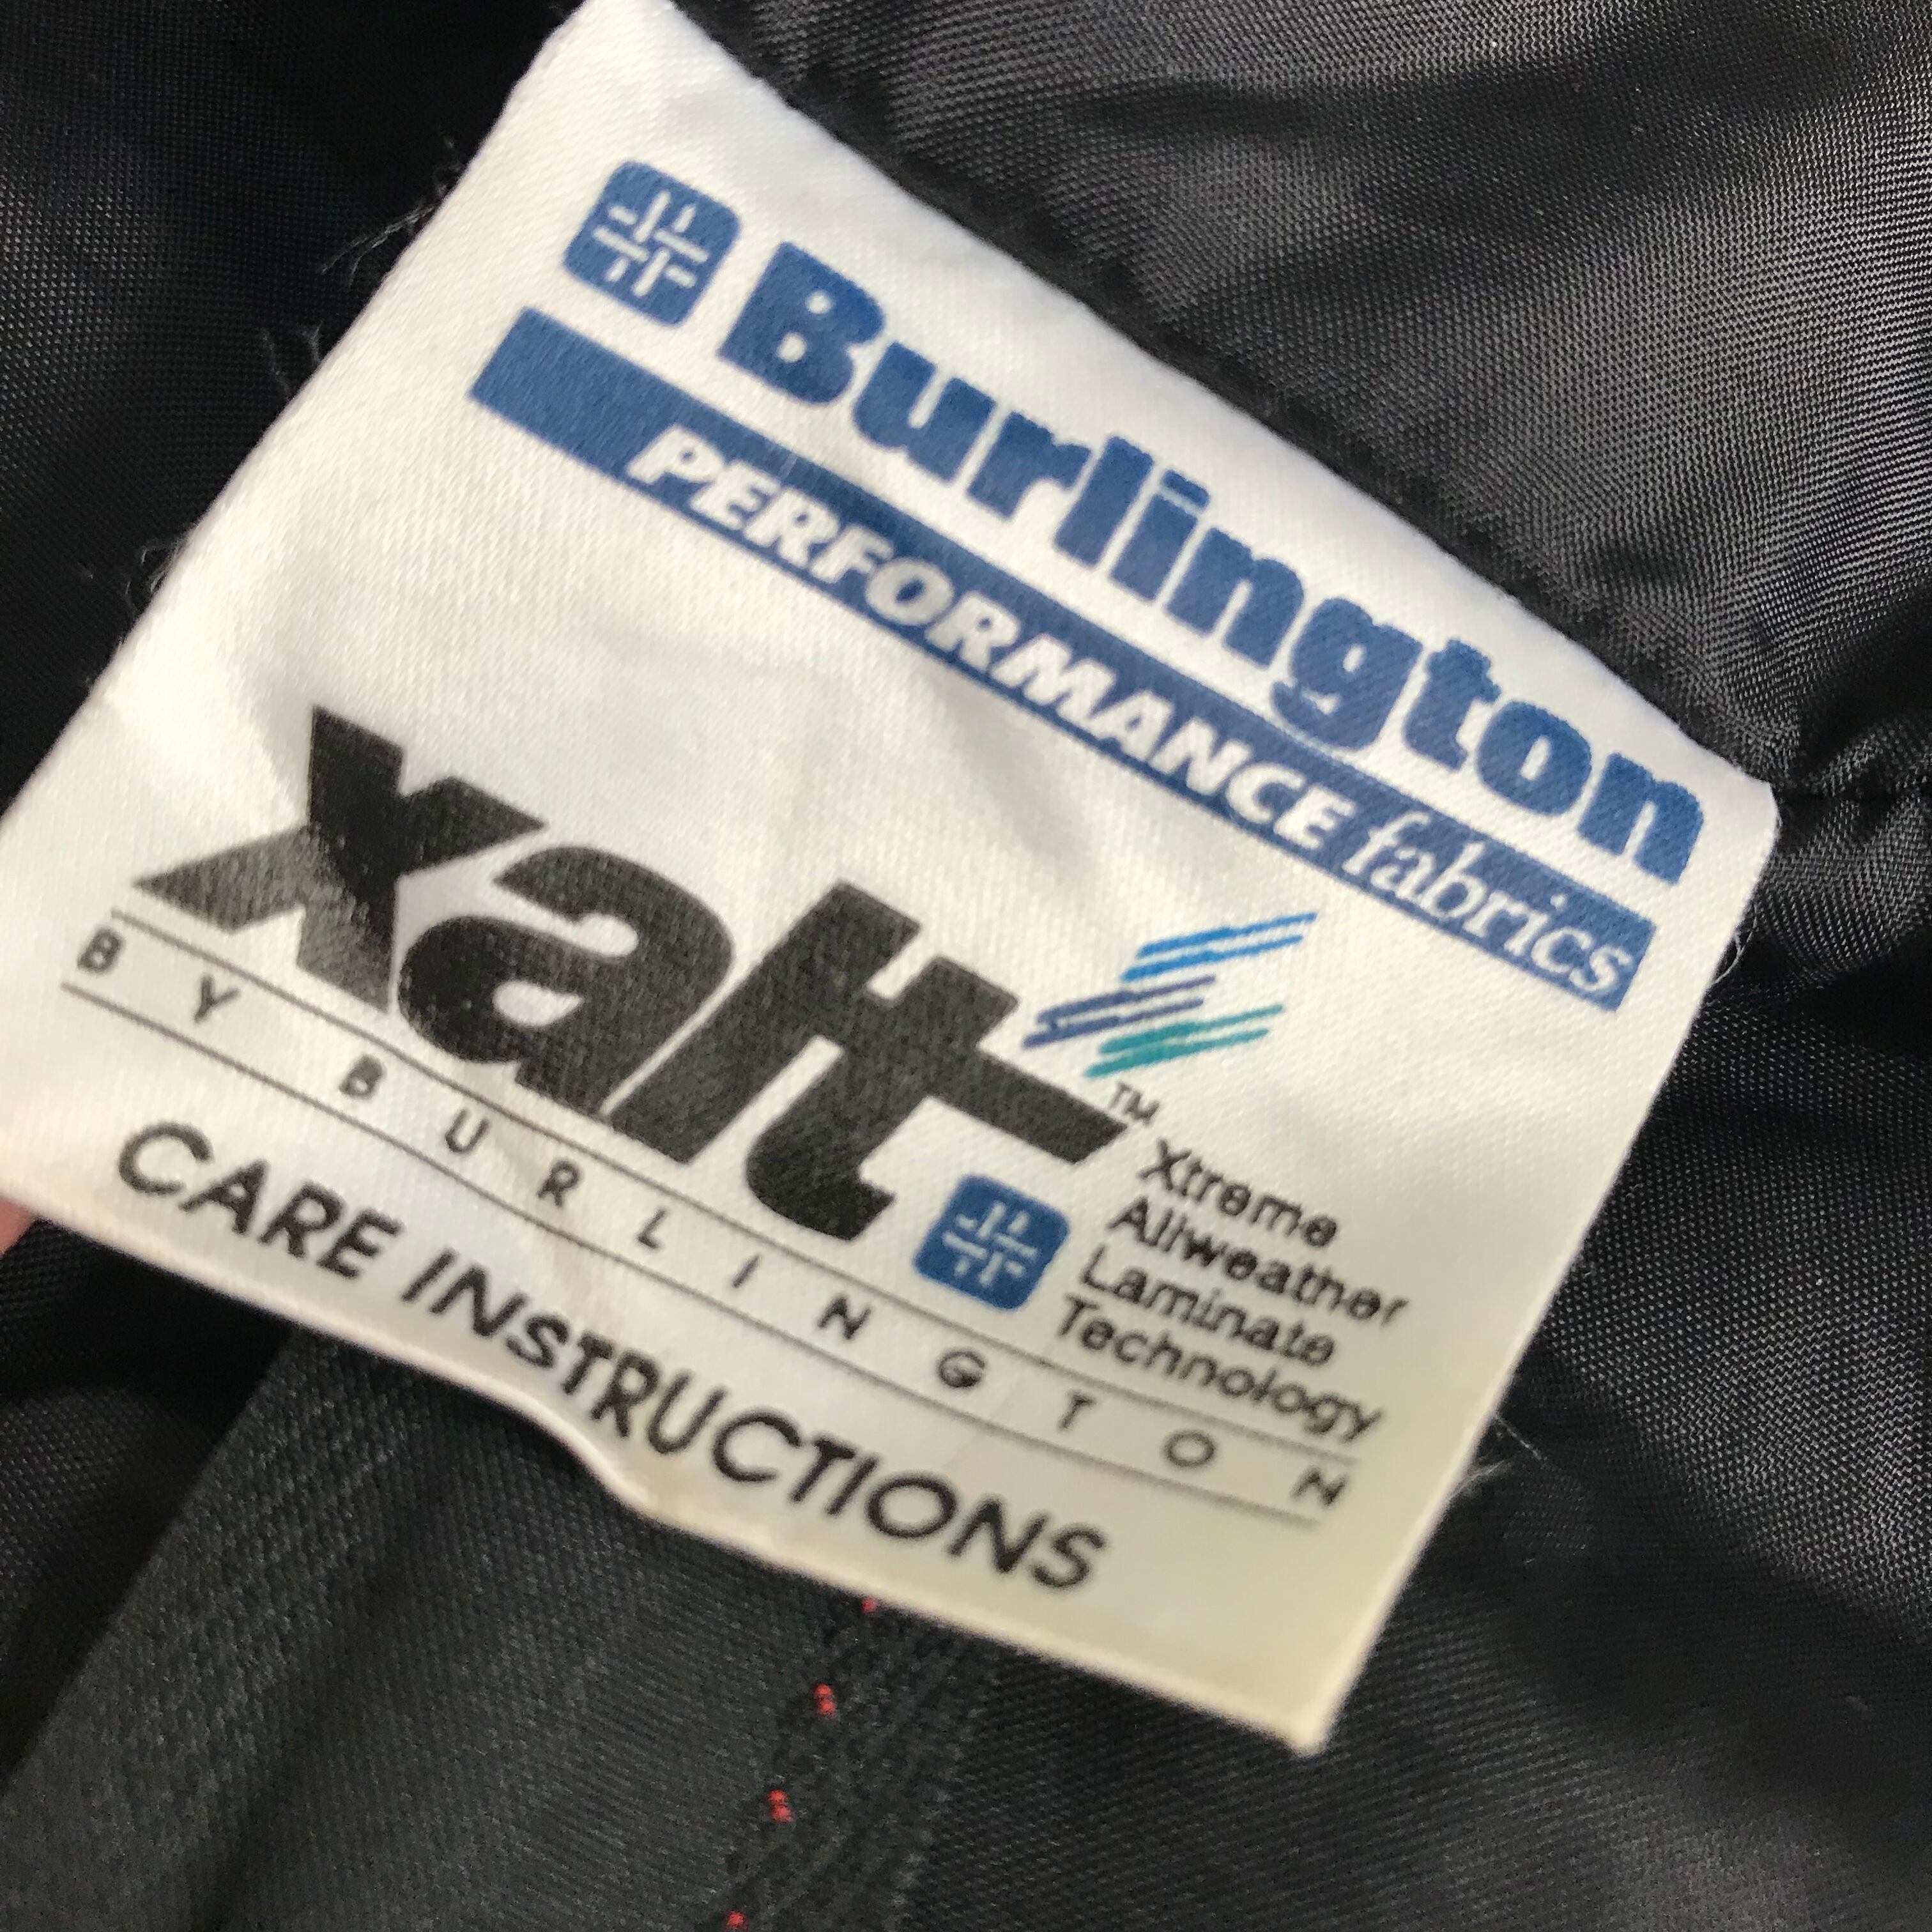 Burlington
PERFORMANCE fabrics
xalt™
Xtreme
Allweather
Laminate
Technology
BY BURLINGTON
CARE INSTRUCTIONS